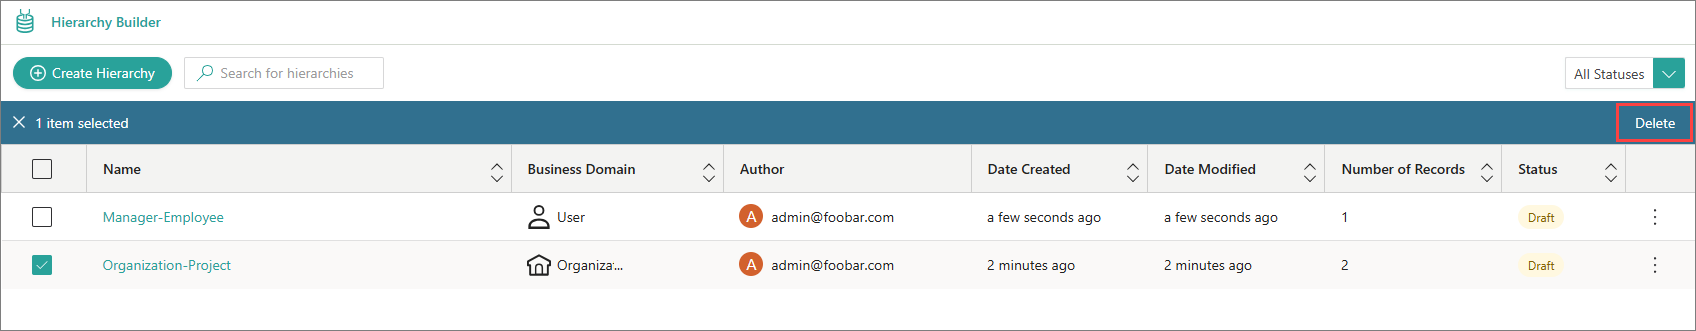 Hierarchy Builder
Create Hierarchy
Search for hierarchies
All Statuses
1 item selected
Delete
Name Business Domain Author Date Created Date Modified Number of Records Status
Manager-Employee User A admin@foobar.com a few seconds ago a few seconds ago 1 Draft
Organization-Project Organiza... A admin@foobar.com 2 minutes ago 2 minutes ago 2 Draft